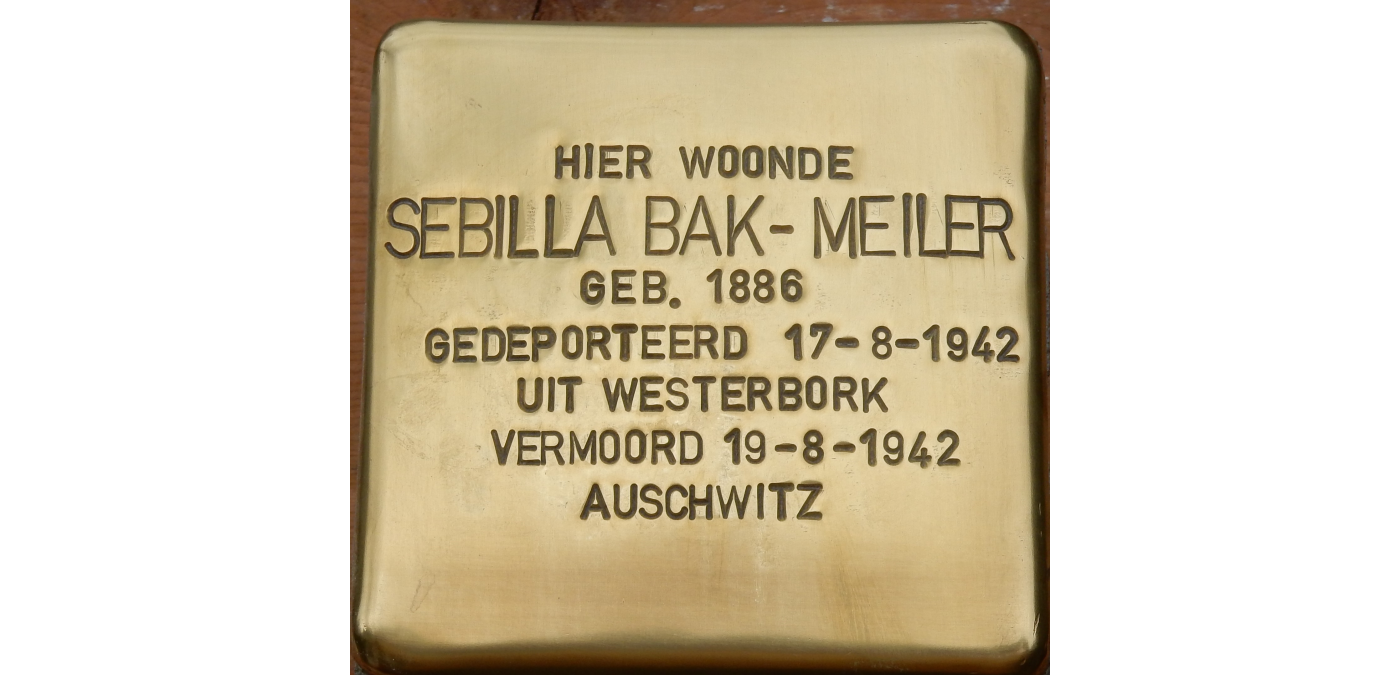 HIER WOONDE
SEBILLA BAK- MEILER
GEB. 1886
GEDEPORTEERD 17-8-1942
UIT WESTERBORK
VERMOORD 19-8-1942
AUSCHWITZ